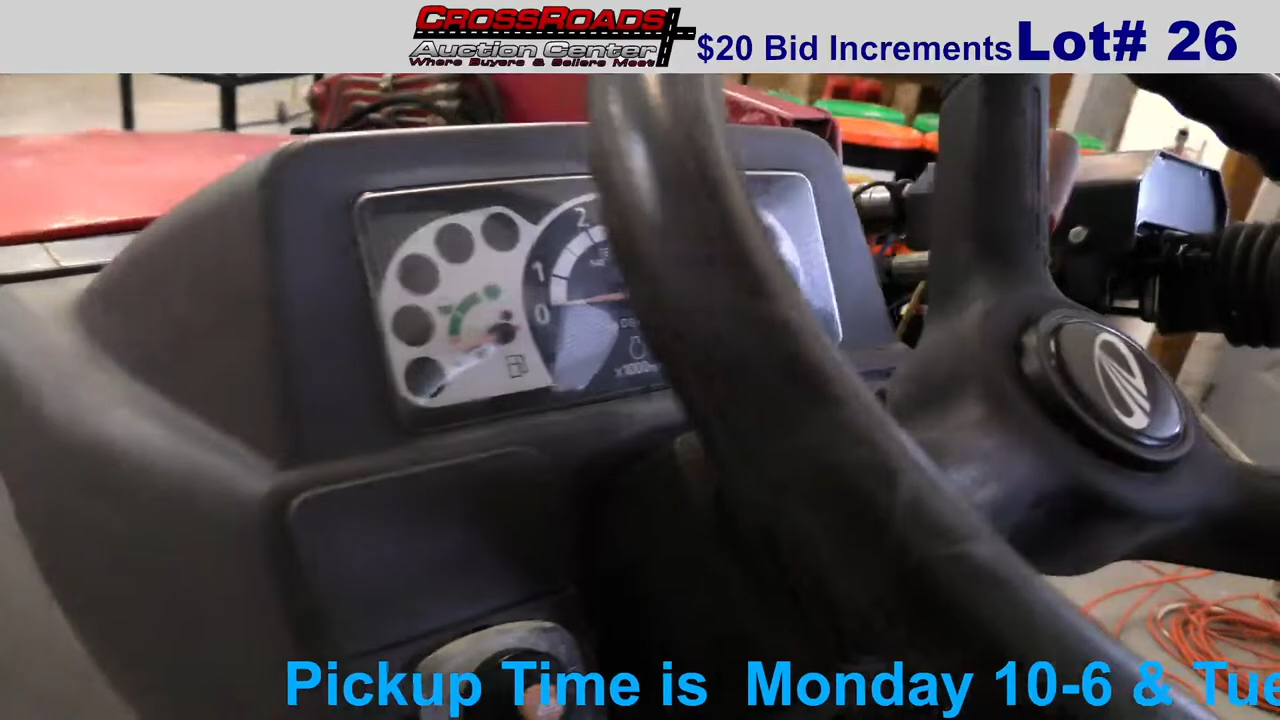 CROSSROADS
Auction Center
Where Buyers & Sellers Meet
$20 Bid Increments Lot# 26
2
1
0
Pickup Time is Monday 10-6 & Tue